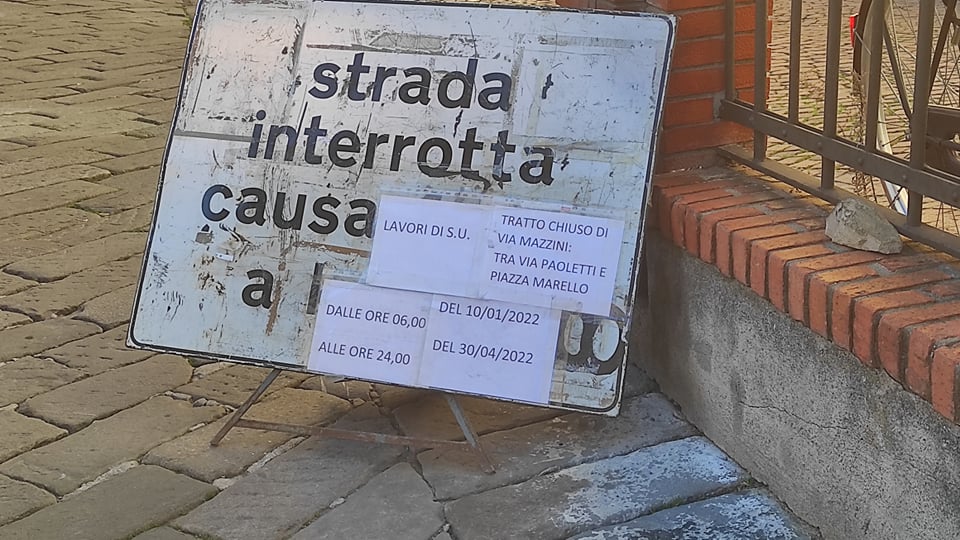 strada
interrotta
causa
a
LAVORI DI S.U.
TRATTO CHIUSO DI
VIA MAZZINI:
TRA VIA PAOLETTI E
PIAZZA MARELLO
DALLE ORE 06,00
ALLE ORE 24,00
DEL 10/01/2022
DEL 30/04/2022